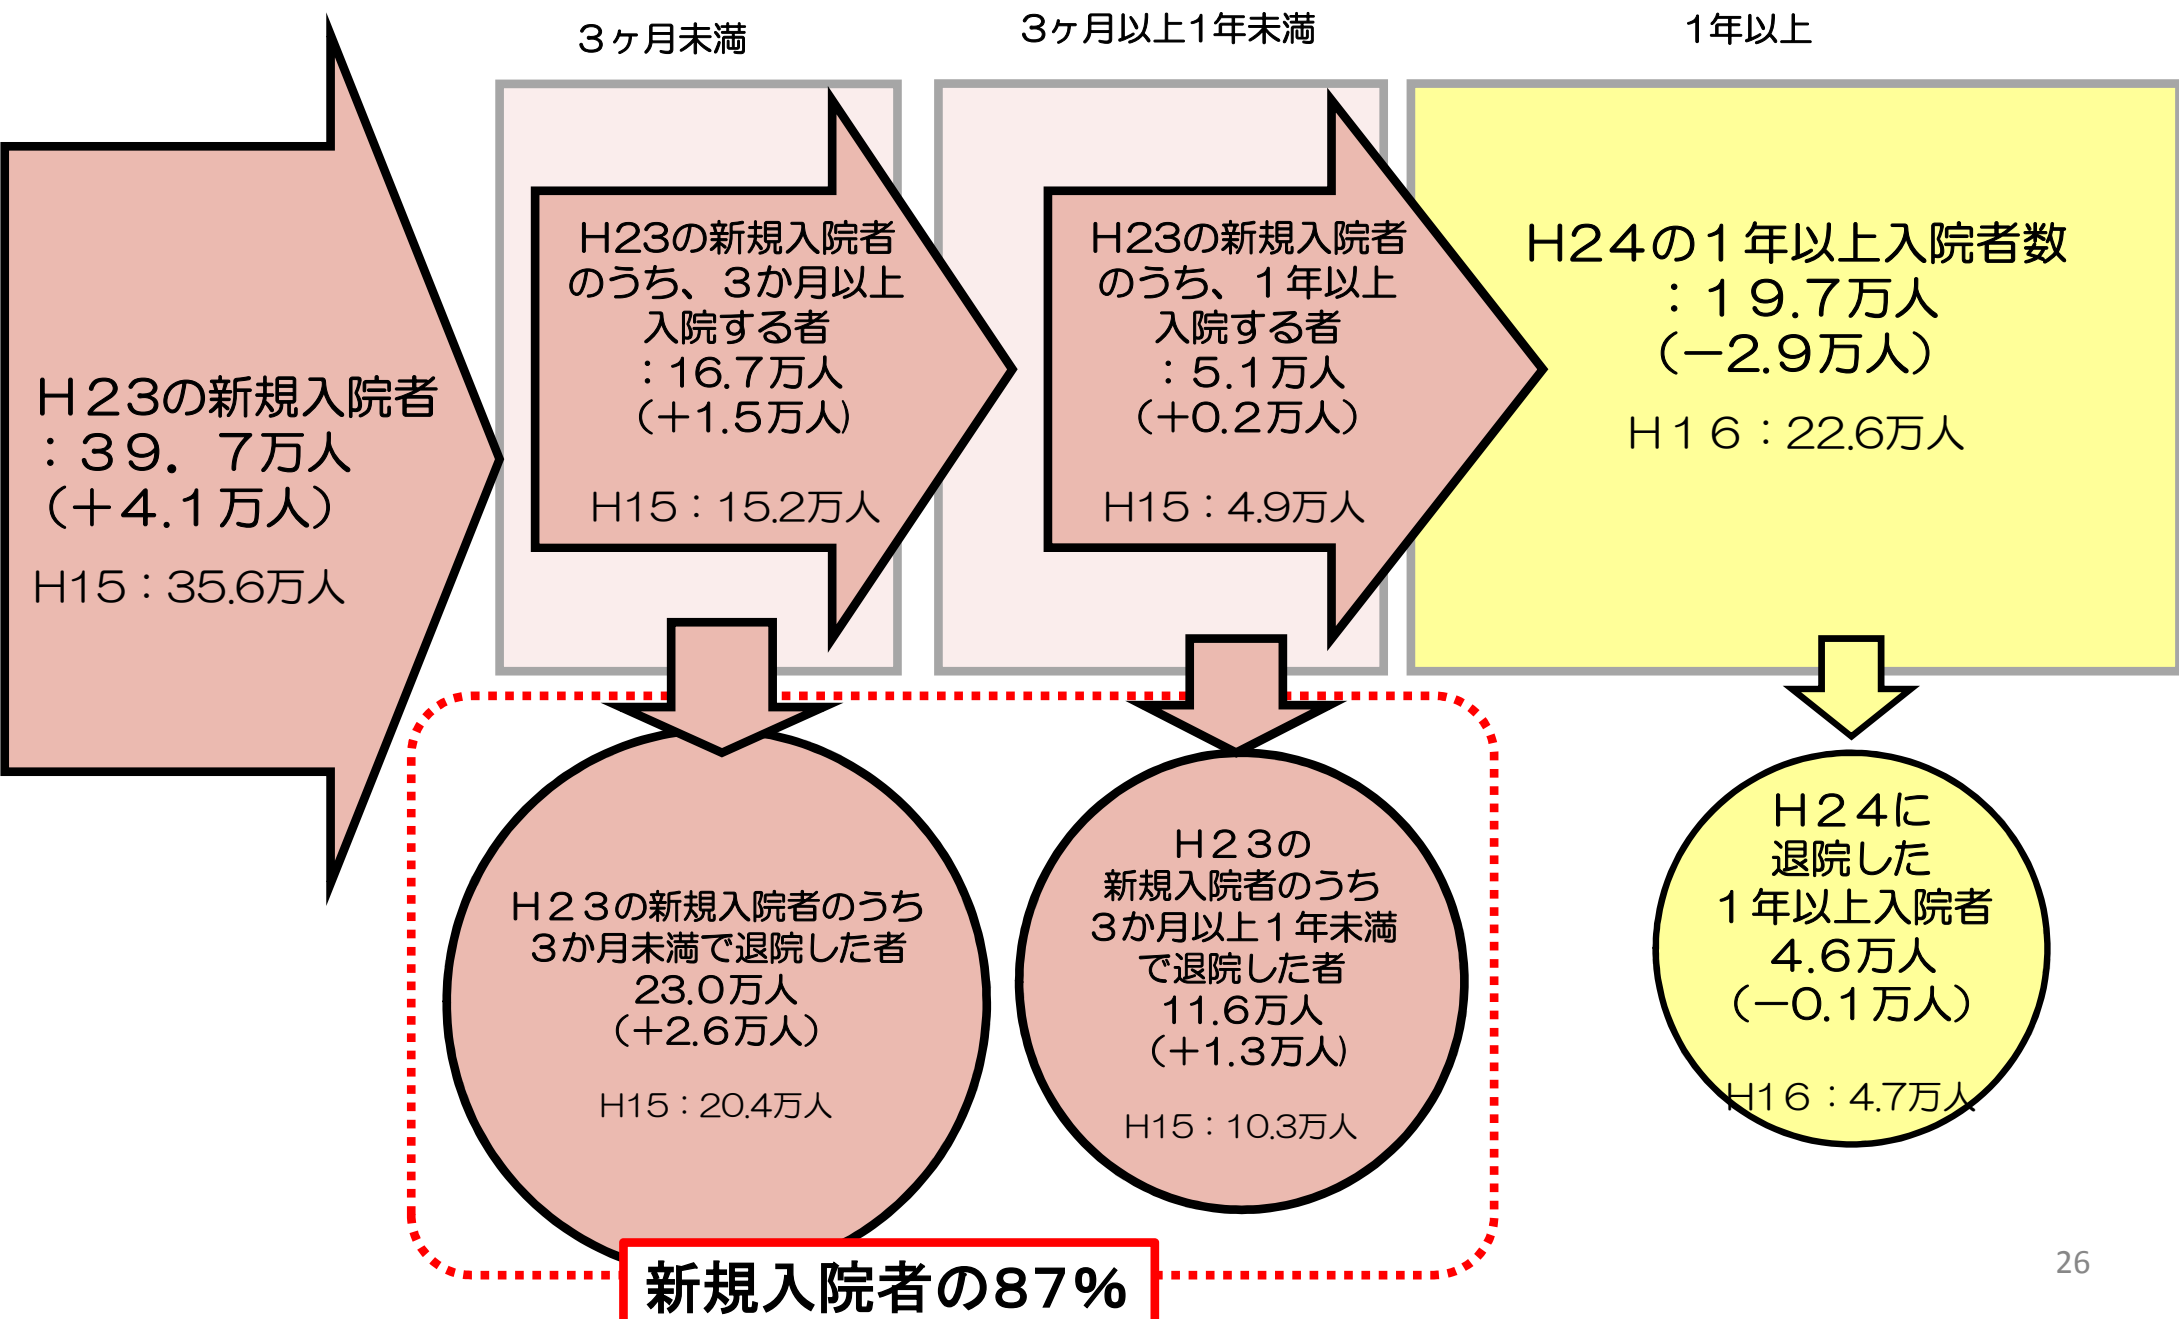 ３ヶ月未満
３ヶ月以上１年未満
１年以上
Ｈ２３の新規入院者
：３９．７万人
（＋４.１万人）
H15：35.6万人
H23の新規入院者
のうち、３か月以上
入院する者
：16.7万人
（＋1.5万人)
H15：15.2万人
H23の新規入院者
のうち、１年以上
入院する者
：5.1万人
（＋0.2万人）
H15：4.9万人
H２４の１年以上入院者数
：１９.７万人
（－2.９万人）
Ｈ１６：22.6万人
Ｈ２３の新規入院者のうち
３か月未満で退院した者
23.0万人
（＋2.６万人）
H15：20.4万人
Ｈ２３の
新規入院者のうち
３か月以上１年未満
で退院した者
11.6万人
（＋1.３万人)
H15：10.3万人
Ｈ２４に
退院した
１年以上入院者
4.６万人
（－0.１万人）
H1６：4.7万人
新規入院者の８７％
26